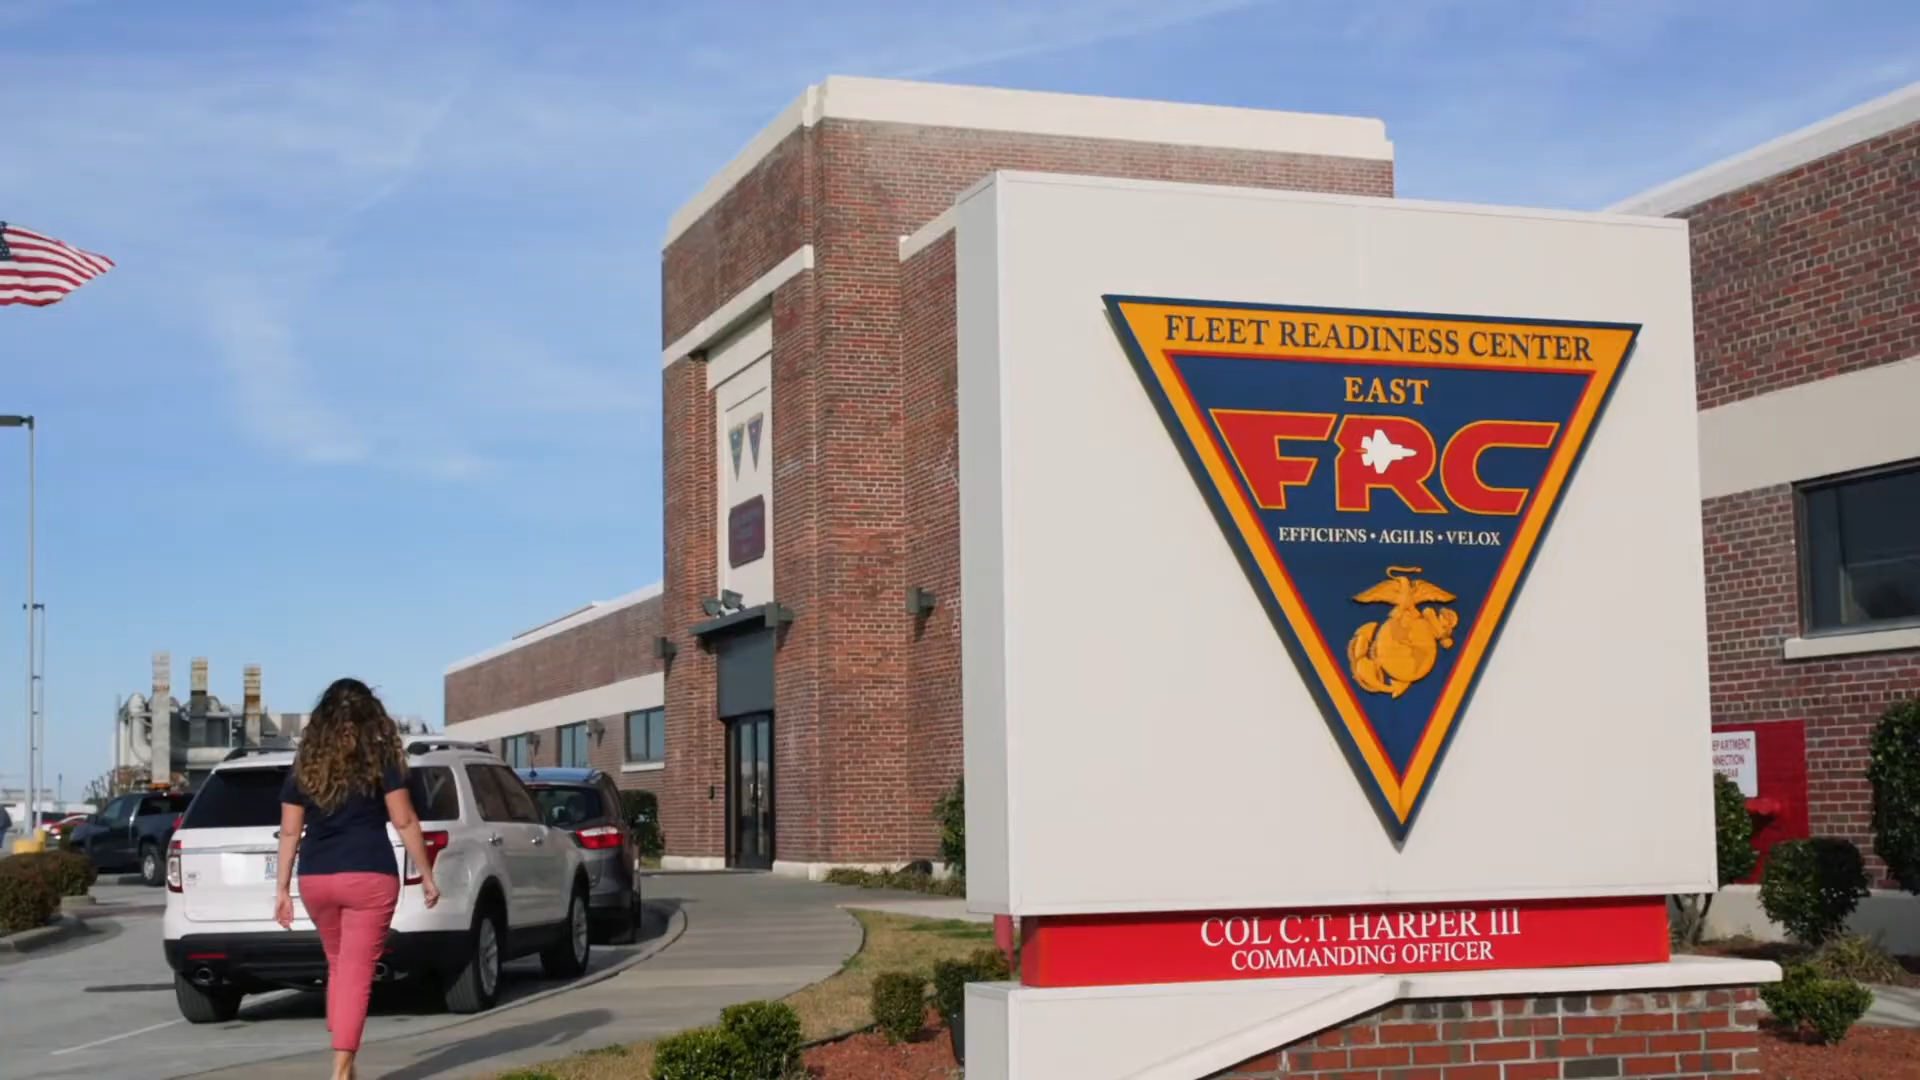 FLEET READINESS CENTER
EAST
FRC
EFFICIENS • AGILIS • VELOX
COL C.T. HARPER III
COMMANDING OFFICER